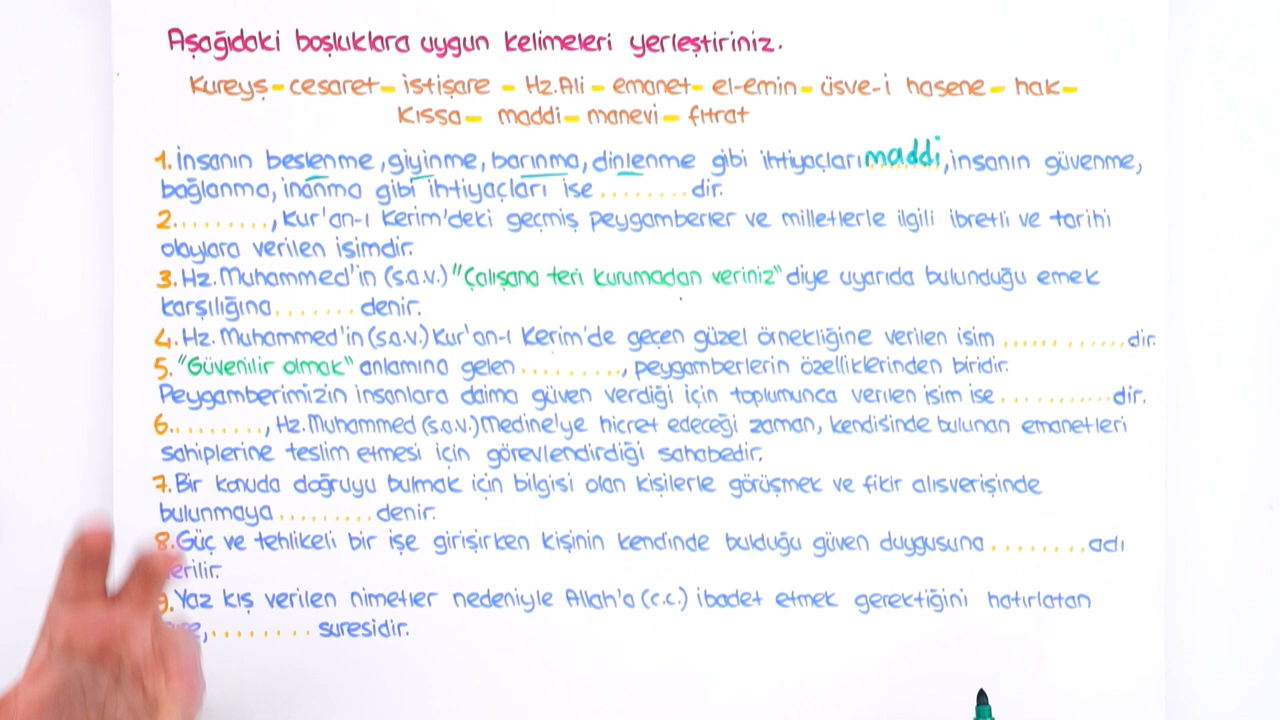 Aşağıdaki boşluklara uygun kelimeleri yerleştiriniz.
Kureyş - cesaret - istişare - Hz.Ali - emanet - el-emin - üsve-i hasene - hak -
Kıssa - maddi - manevi - fıtrat
1. İnsanın beslenme, giyinme, barınma, dinlenme gibi ihtiyaçları maddi, insanın güvenme,
bağlanma, inanma gibi ihtiyaçları ise ........ dir.
2. ........., Kur'an-ı Kerim'deki geçmiş peygamberler ve milletlerle ilgili ibretli ve tarihi
olaylara verilen isimdir.
3. Hz. Muhammed'in (s.a.v.) "Çalışana teri kurumadan veriniz" diye uyarıda bulunduğu emek
karşılığına ....... denir.
4. Hz. Muhammed'in (s.a.v.) Kur'an-ı Kerim'de geçen güzel örnekliğine verilen isim ............ dir.
5. "Güvenilir olmak" anlamına gelen ........., peygamberlerin özelliklerinden biridir.
Peygamberimizin insanlara daima güven verdiği için toplumunca verilen isim ise ........... dir.
6. ........, Hz. Muhammed (s.a.v.) Medine'ye hicret edeceği zaman, kendisinde bulunan emanetleri
sahiplerine teslim etmesi için görevlendirdiği sahabedir.
7. Bir konuda doğruyu bulmak için bilgisi olan kişilerle görüşmek ve fikir alışverişinde
bulunmaya ......... denir.
8. Güç ve tehlikeli bir işe girişirken kişinin kendinde bulduğu güven duygusuna ........ adı
erilir.
9. Yaz kış verilen nimetler nedeniyle Allah'a (c.c.) ibadet etmek gerektiğini hatırlatan
, ........ suresidir.